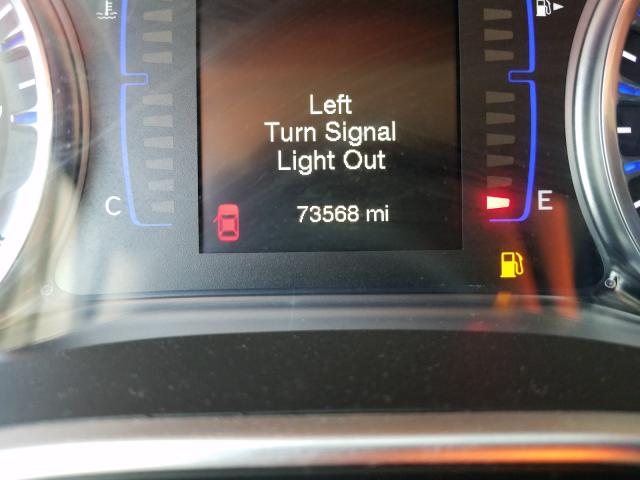 Left
Turn Signal
Light Out
C
73568 mi
E